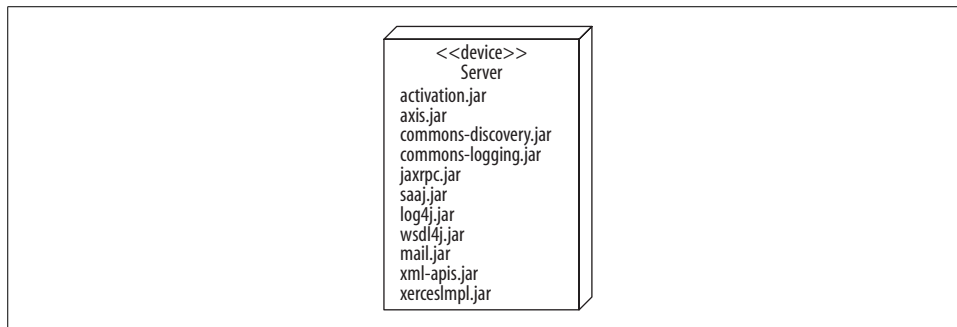 <<device>>
Server
activation.jar
axis.jar
commons-discovery.jar
commons-logging.jar
jaxrpc.jar
saaj.jar
log4j.jar
wsdl4j.jar
mail.jar
xml-apis.jar
xercesImpl.jar